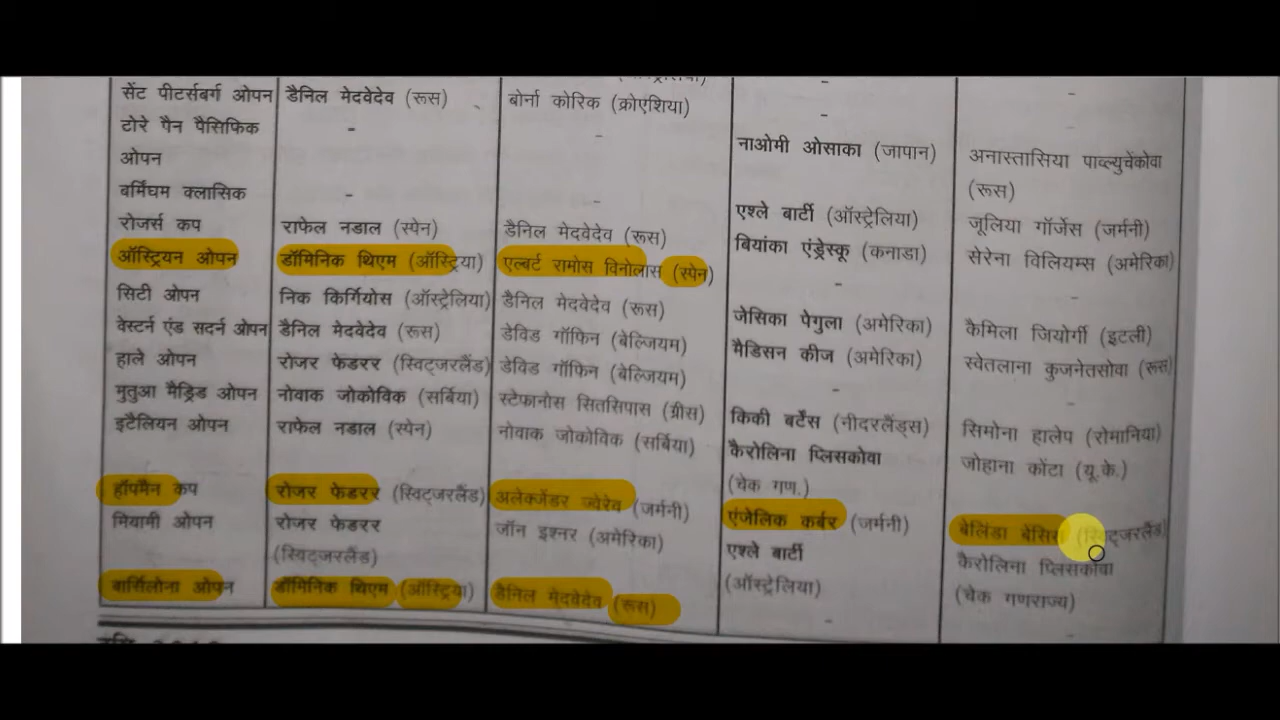 सेंट पीटर्सबर्ग ओपन डैनिल मेदवेदेव (रूस) बोर्ना कोरिक (क्रोएशिया) - -
टोरे पैन पैसिफिक - - नाओमी ओसाका (जापान) अनास्तासिया पाव्ल्युचेंकोवा
ओपन (रूस)
बर्मिंघम क्लासिक - - एश्ले बार्टी (ऑस्ट्रेलिया) जूलिया गॉर्जेस (जर्मनी)
रोजर्स कप राफेल नडाल (स्पेन) डैनिल मेदवेदेव (रूस) बियांका एंड्रेस्कू (कनाडा) सेरेना विलियम्स (अमेरिका)
ऑस्ट्रियन ओपन डॉमिनिक थिएम (ऑस्ट्रिया) एल्बर्ट रामोस विनोलास (स्पेन) - -
सिटी ओपन निक किर्गियोस (ऑस्ट्रेलिया) डैनिल मेदवेदेव (रूस) जेसिका पेगुला (अमेरिका) कैमिला जियोर्गी (इटली)
वेस्टर्न एंड सदर्न ओपन डैनिल मेदवेदेव (रूस) डेविड गॉफिन (बेल्जियम) मैडिसन कीज (अमेरिका) स्वेतलाना कुजनेतसोवा (रूस)
हाले ओपन रोजर फेडरर (स्विट्जरलैंड) डेविड गॉफिन (बेल्जियम) - -
मुतुआ मैड्रिड ओपन नोवाक जोकोविक (सर्बिया) स्टेफानोस सितसिपास (ग्रीस) किकी बर्टेंस (नीदरलैंड्स) सिमोना हालेप (रोमानिया)
इटैलियन ओपन राफेल नडाल (स्पेन) नोवाक जोकोविक (सर्बिया) कैरोलिना प्लिसकोवा जोहाना कोंटा (यू.के.)
(चेक गण.)
हॉपमैन कप रोजर फेडरर (स्विट्जरलैंड) अलेक्जेंडर ज्वेरेव (जर्मनी) एंजेलिक कर्बर (जर्मनी) बेलिंडा बेसिस (स्विट्जरलैंड)
मियामी ओपन रोजर फेडरर जॉन इश्नर (अमेरिका) एश्ले बार्टी कैरोलिना प्लिसकोवा
(स्विट्जरलैंड) (ऑस्ट्रेलिया) (चेक गणराज्य)
बार्सिलोना ओपन डॉमिनिक थिएम (ऑस्ट्रिया) डैनिल मेदवेदेव (रूस) - -